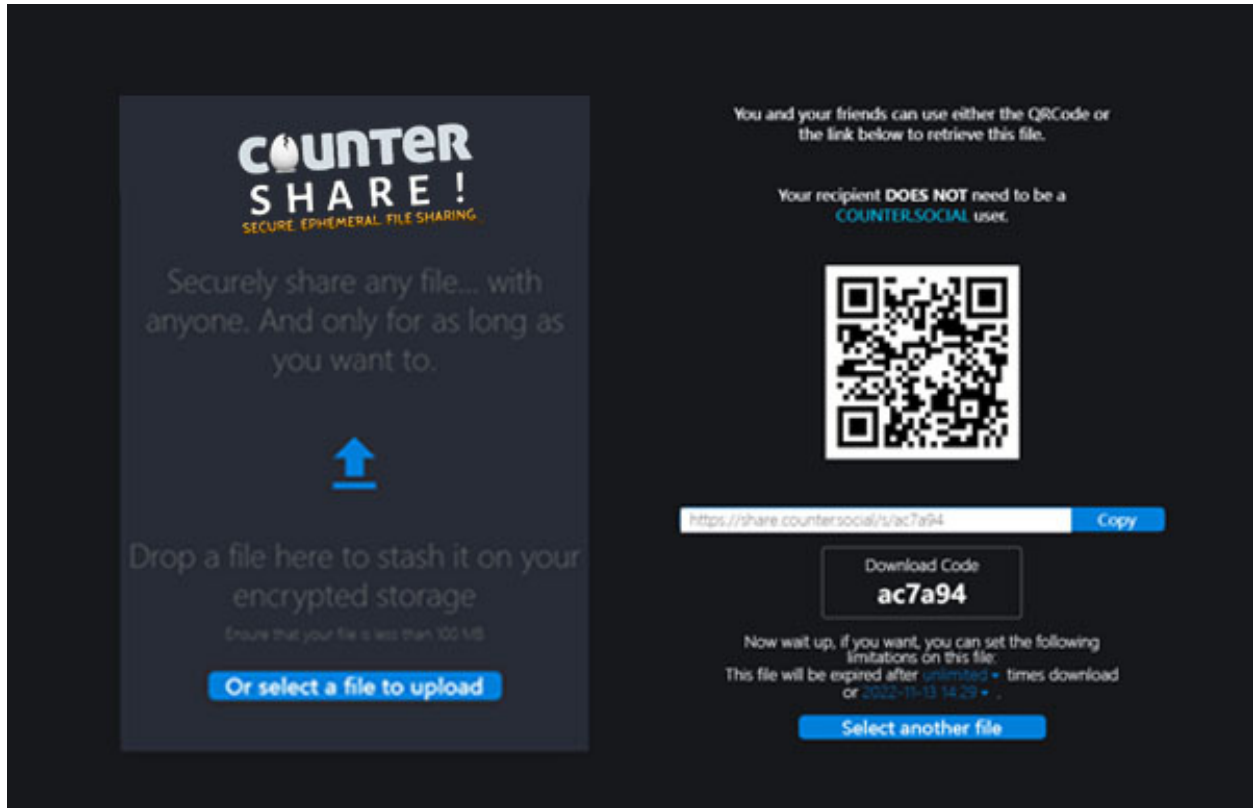 COUNTER
SHARE!
SECURE. EPHEMERAL. FILE SHARING.
Securely share any file... with
anyone. And only for as long as
you want to.
Drop a file here to stash it on your
encrypted storage
Ensure that your file is less than 100 MB
Or select a file to upload
You and your friends can use either the QRCode or
the link below to retrieve this file.
Your recipient DOES NOT need to be a
COUNTER.SOCIAL user.
https://share.counter.social/s/ac7a94
Copy
Download Code
ac7a94
Now wait up, if you want, you can set the following
limitations on this file:
This file will be expired after unlimited times download
or 2022-11-13 14:29 .
Select another file